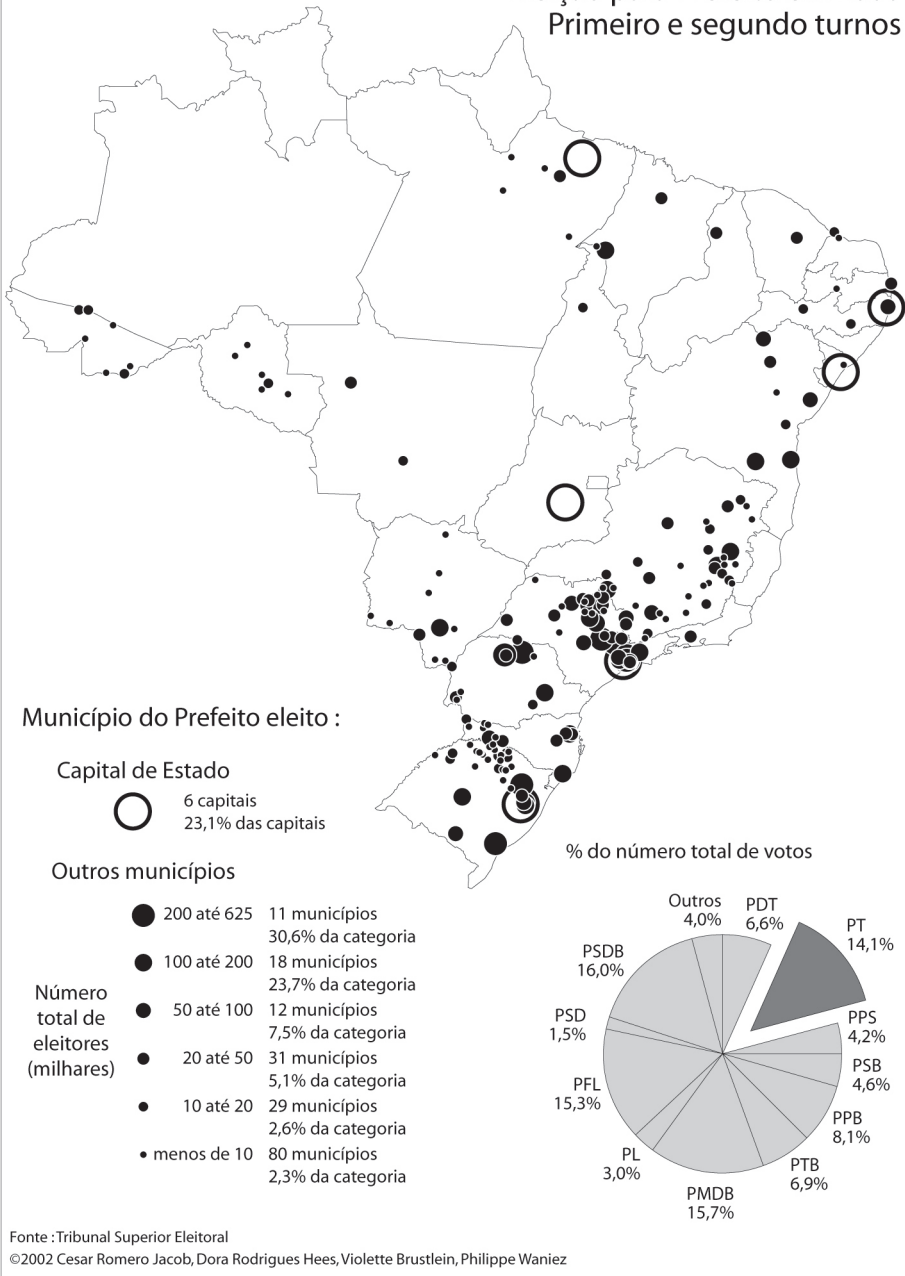 Primeiro e segundo turnos
Município do Prefeito eleito :
Capital de Estado
6 capitais
23,1% das capitais
Outros municípios
Número
total de
eleitores
(milhares)
200 até 625 11 municípios
30,6% da categoria
100 até 200 18 municípios
23,7% da categoria
50 até 100 12 municípios
7,5% da categoria
20 até 50 31 municípios
5,1% da categoria
10 até 20 29 municípios
2,6% da categoria
menos de 10 80 municípios
2,3% da categoria
% do número total de votos
Outros
4,0%
PDT
6,6%
PT
14,1%
PPS
4,2%
PSB
4,6%
PPB
8,1%
PTB
6,9%
PMDB
15,7%
PL
3,0%
PFL
15,3%
PSD
1,5%
PSDB
16,0%
Fonte : Tribunal Superior Eleitoral
©2002 Cesar Romero Jacob, Dora Rodrigues Hees, Violette Brustlein, Philippe Waniez